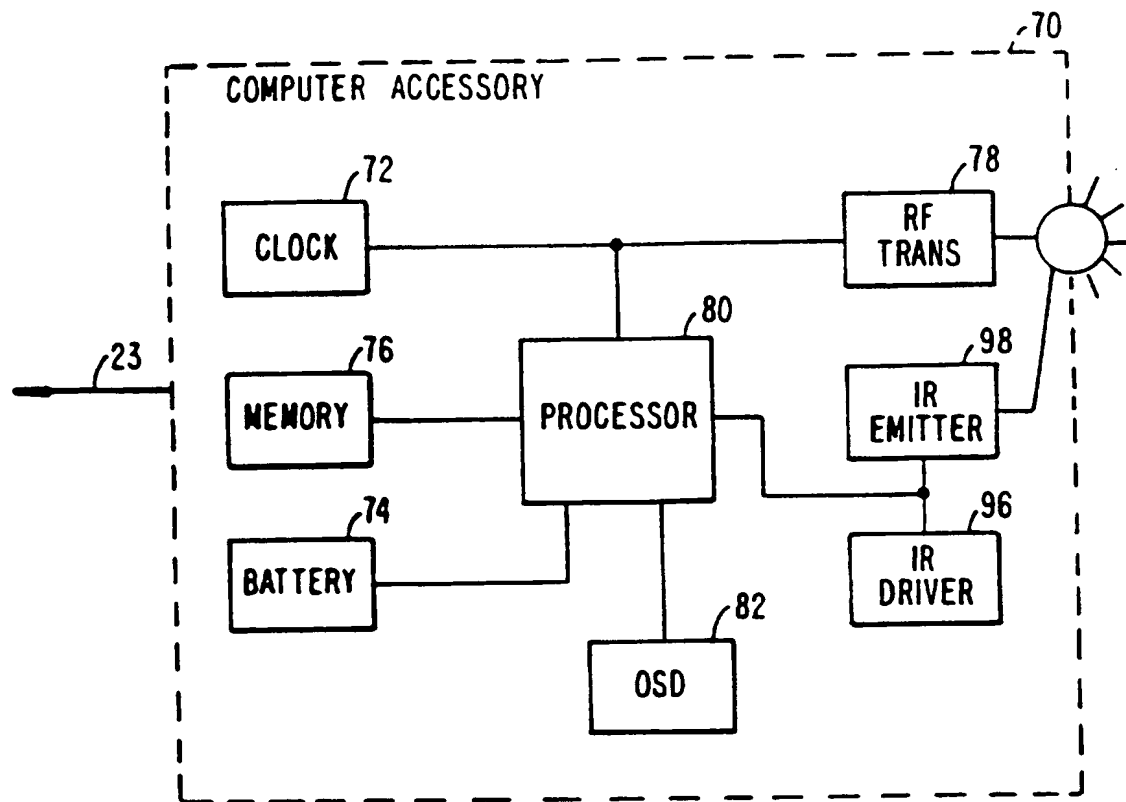 70
COMPUTER ACCESSORY
72
CLOCK
78
RF
TRANS
80
PROCESSOR
23
76
MEMORY
98
IR
EMITTER
74
BATTERY
96
IR
DRIVER
82
OSD